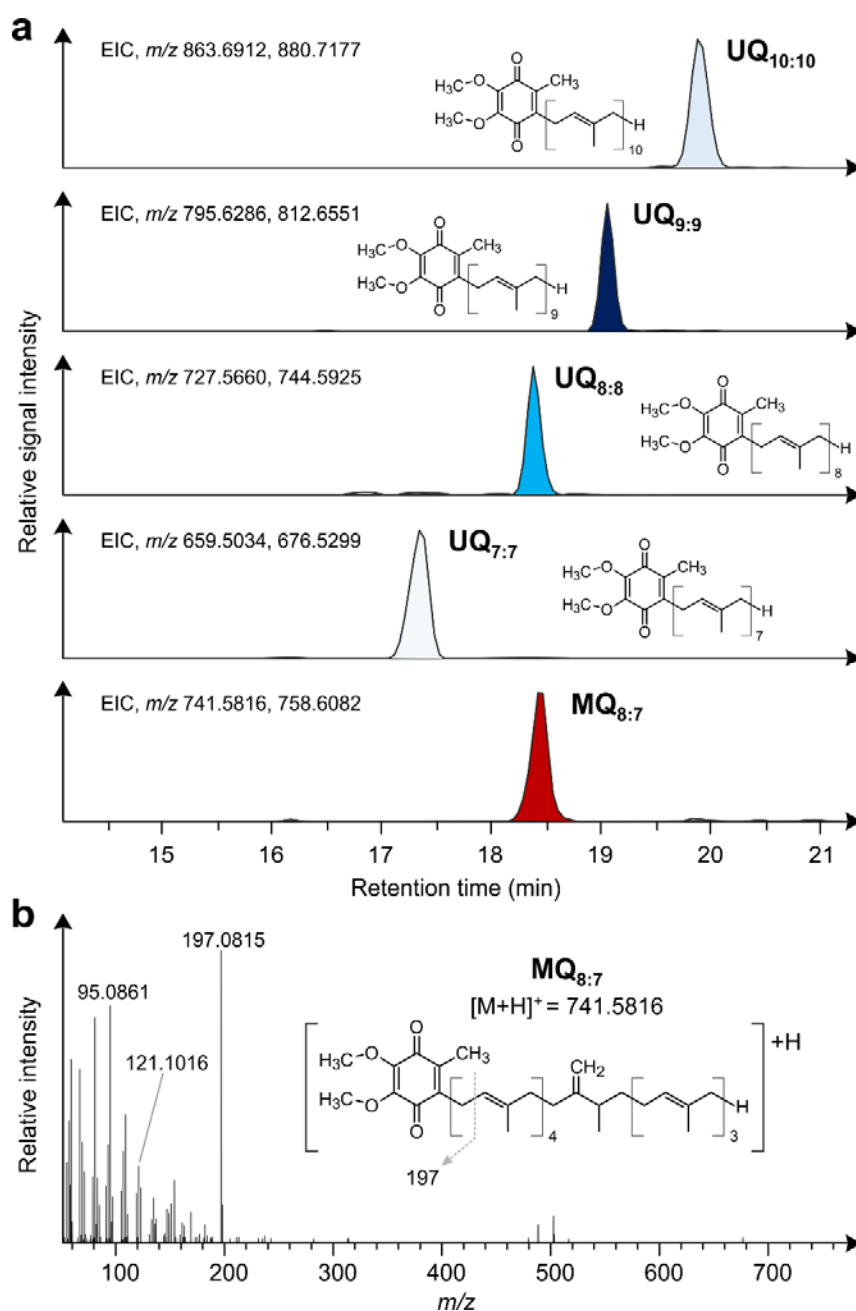 a
EIC, m/z 863.6912, 880.7177
UQ10:10
O
H3C
O
CH3
H3C
O
O
H
10
EIC, m/z 795.6286, 812.6551
UQ9:9
O
H3C
O
CH3
H3C
O
O
H
9
EIC, m/z 727.5660, 744.5925
UQ8:8
O
H3C
O
CH3
H3C
O
O
H
8
EIC, m/z 659.5034, 676.5299
UQ7:7
O
H3C
O
CH3
H3C
O
O
H
7
EIC, m/z 741.5816, 758.6082
MQ8:7
Relative signal intensity
15 16 17 18 19 20 21
Retention time (min)
b
197.0815
95.0861
121.1016
MQ8:7
[M+H]+ = 741.5816
+H
O
H3C
O
CH3
CH2
H3C
O
O
H
4
3
197
Relative intensity
100 200 300 400 500 600 700
m/z